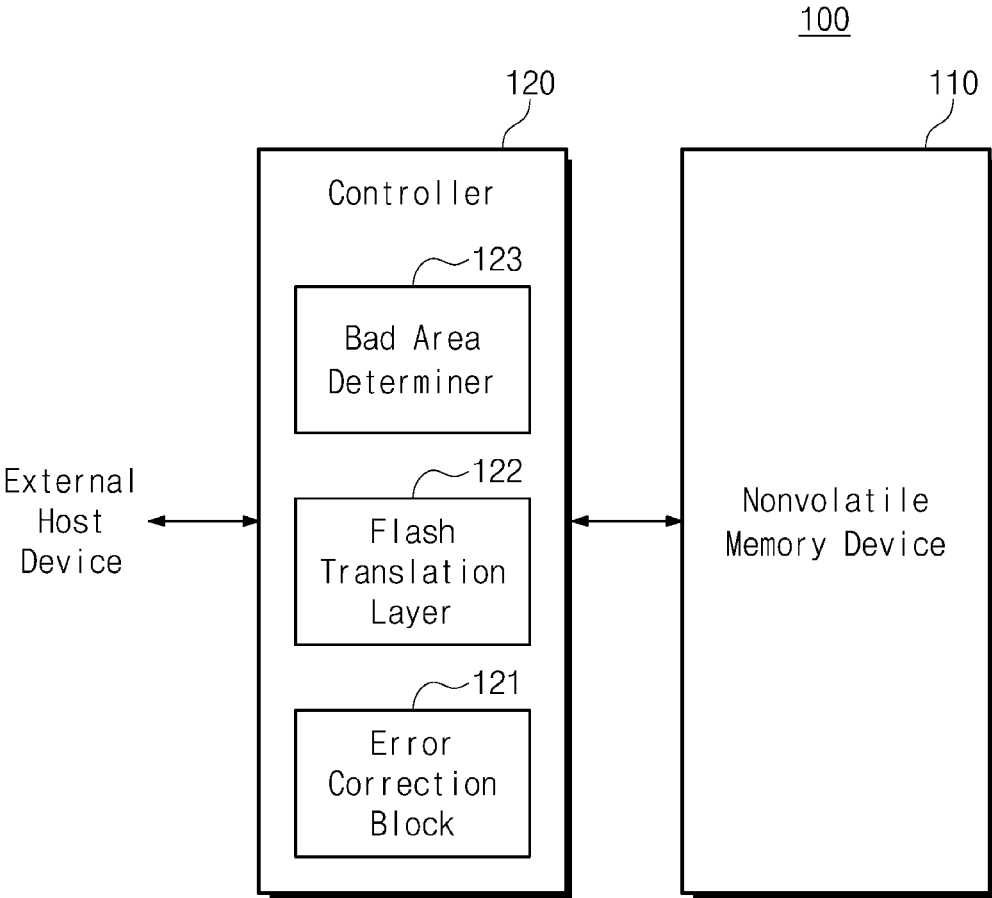 100
120
110
Controller
123
Bad Area
Determiner
External
Host
Device
122
Flash
Translation
Layer
Nonvolatile
Memory Device
121
Error
Correction
Block